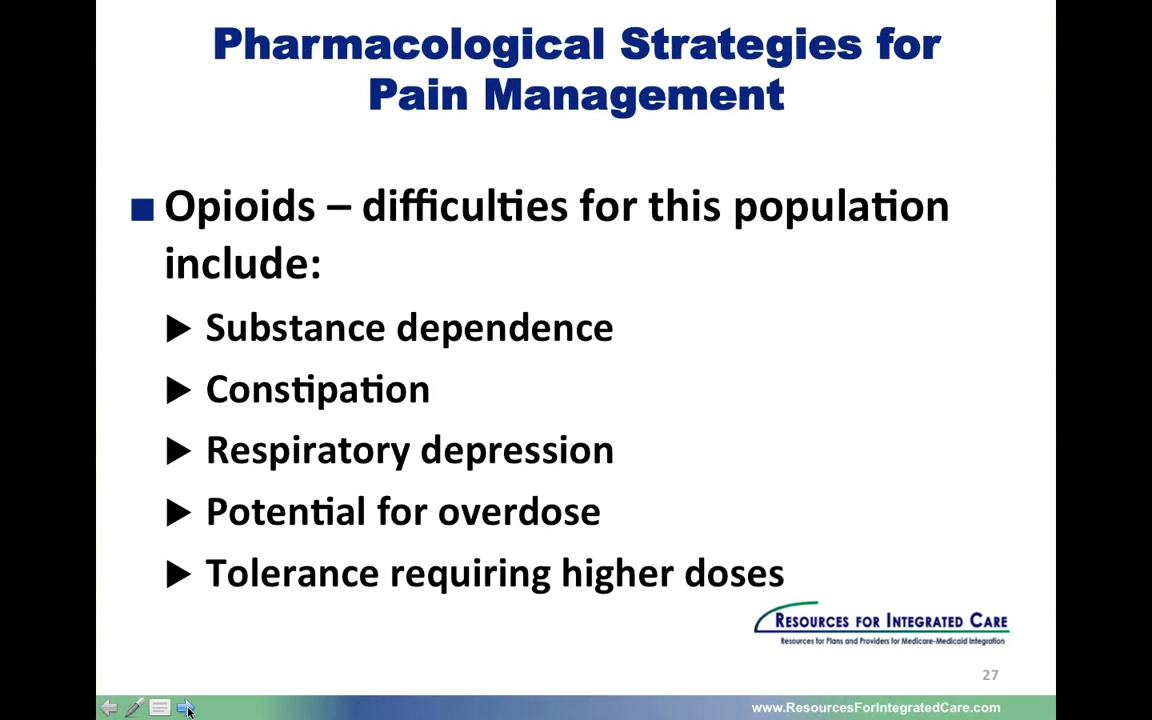 Pharmacological Strategies for
Pain Management
Opioids – difficulties for this population
include:
Substance dependence
Constipation
Respiratory depression
Potential for overdose
Tolerance requiring higher doses
RESOURCES FOR INTEGRATED CARE
Resources for Plans and Providers for Medicare-Medicaid Integration
27
www.ResourcesForIntegratedCare.com